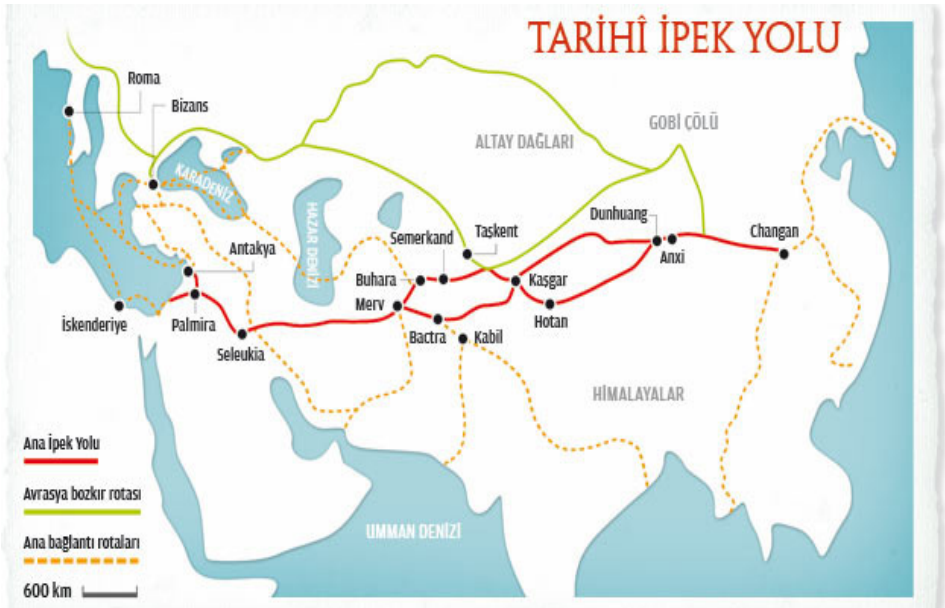 TARİHÎ İPEK YOLU
Roma
Bizans
KARADENİZ
HAZAR DENİZİ
ALTAY DAĞLARI
GOBİ ÇÖLÜ
Antakya
Semerkand
Taşkent
Dunhuang
Anxi
Changan
Buhara
Kaşgar
Merv
Hotan
İskenderiye
Palmira
Seleukia
Bactra
Kabil
HİMALAYALAR
UMMAN DENİZİ
Ana İpek Yolu
Avrasya bozkır rotası
Ana bağlantı rotaları
600 km